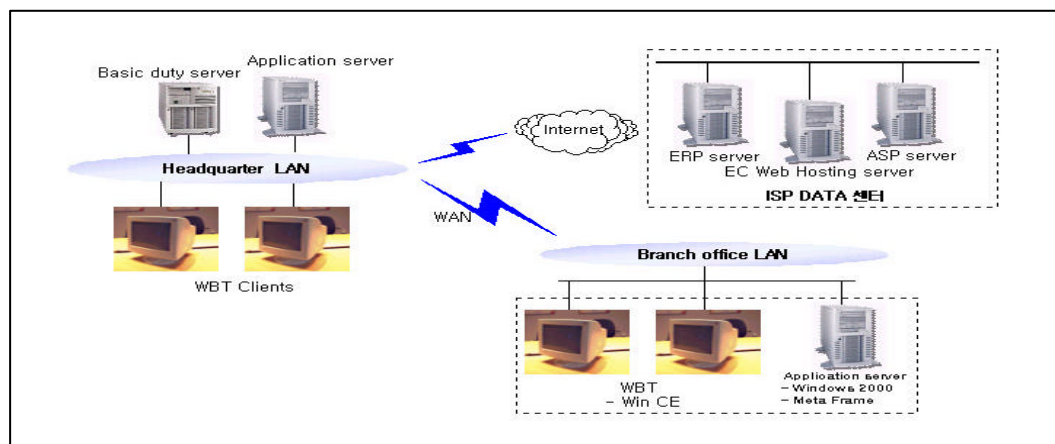 Basic duty server
Application server
Headquarter LAN
WBT Clients
Internet
WAN
ERP server
EC Web Hosting server
ASP server
ISP DATA 센터
Branch office LAN
WBT
- Win CE
Application server
- Windows 2000
- Meta Frame